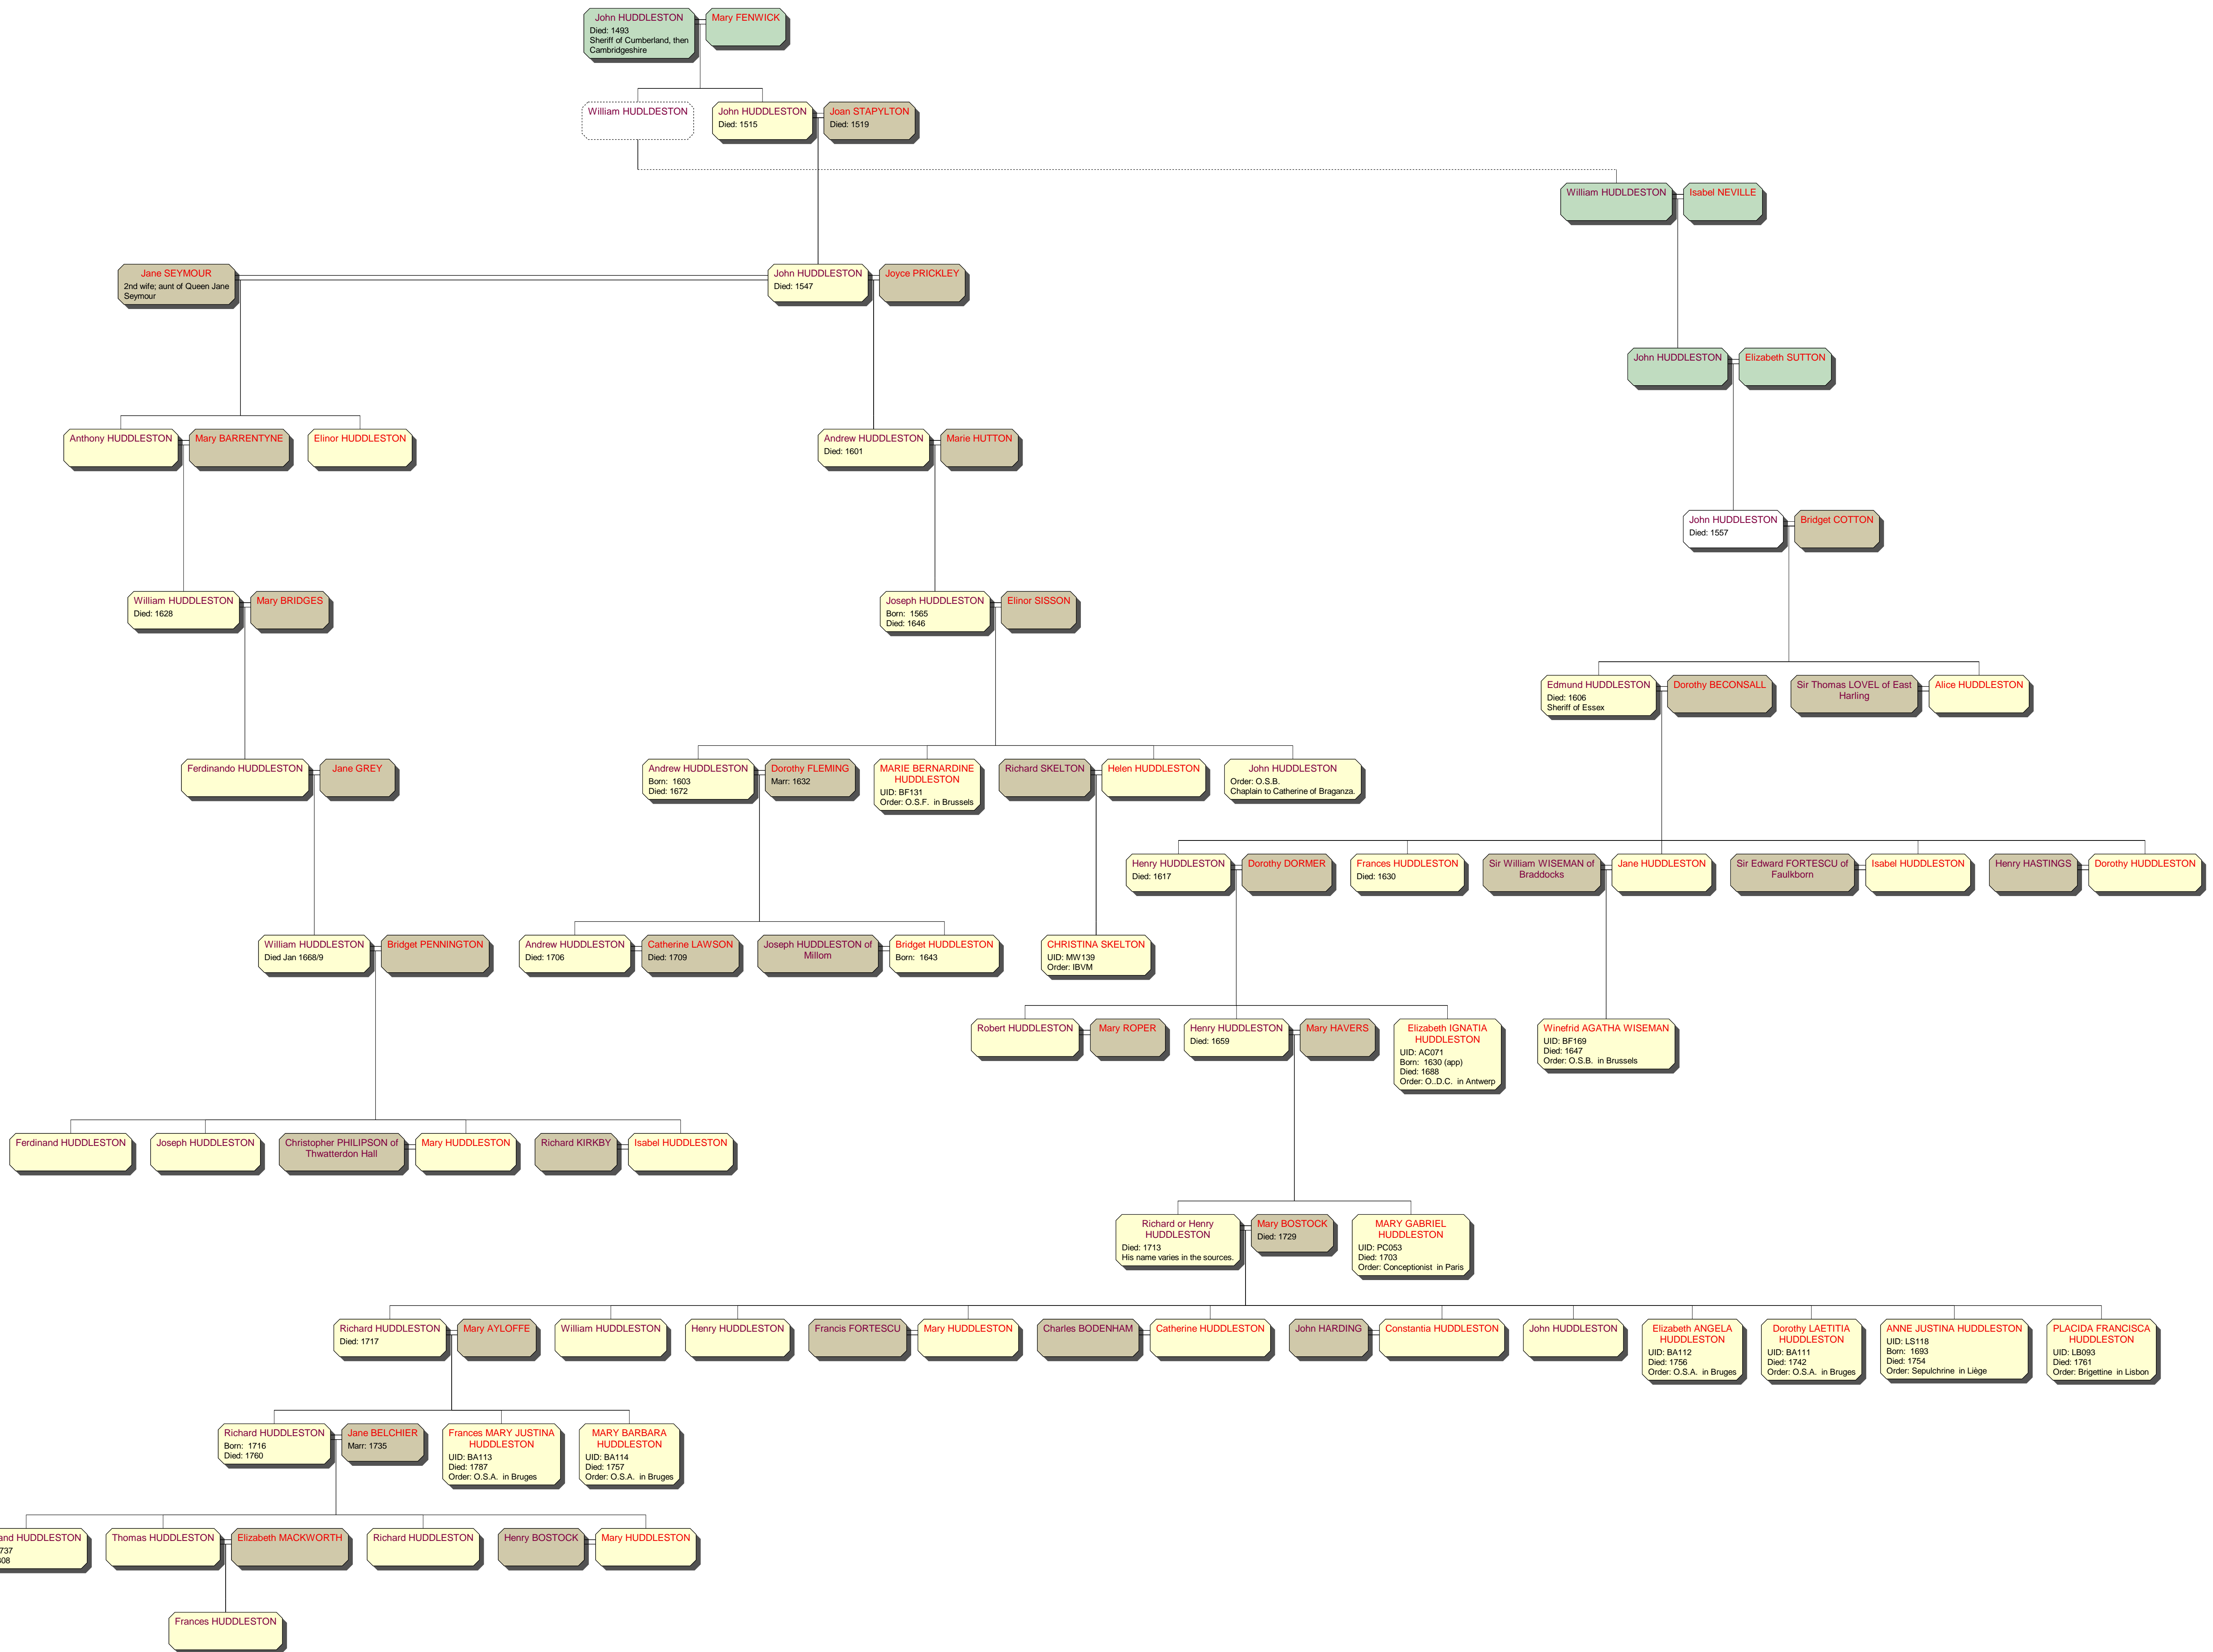 John HUDDLESTON
Died: 1493
Sheriff of Cumberland, then
Cambridgeshire
Mary FENWICK
William HUDLDESTON
John HUDDLESTON
Died: 1515
Joan STAPYLTON
Died: 1519
William HUDLDESTON
Isabel NEVILLE
Jane SEYMOUR
2nd wife; aunt of Queen Jane
Seymour
John HUDDLESTON
Died: 1547
Joyce PRICKLEY
John HUDDLESTON
Elizabeth SUTTON
Anthony HUDDLESTON
Mary BARRENTYNE
Elinor HUDDLESTON
Andrew HUDDLESTON
Died: 1601
Marie HUTTON
John HUDDLESTON
Died: 1557
Bridget COTTON
William HUDDLESTON
Died: 1628
Mary BRIDGES
Joseph HUDDLESTON
Born: 1565
Died: 1646
Elinor SISSON
Edmund HUDDLESTON
Died: 1606
Sheriff of Essex
Dorothy BECONSALL
Sir Thomas LOVEL of East
Harling
Alice HUDDLESTON
Ferdinando HUDDLESTON
Jane GREY
Andrew HUDDLESTON
Born: 1603
Died: 1672
Dorothy FLEMING
Marr: 1632
MARIE BERNARDINE
HUDDLESTON
UID: BF131
Order: O.S.F. in Brussels
Richard SKELTON
Helen HUDDLESTON
John HUDDLESTON
Order: O.S.B.
Chaplain to Catherine of Braganza.
Henry HUDDLESTON
Died: 1617
Dorothy DORMER
Frances HUDDLESTON
Died: 1630
Sir William WISEMAN of
Braddocks
Jane HUDDLESTON
Sir Edward FORTESCU of
Faulkborn
Isabel HUDDLESTON
Henry HASTINGS
Dorothy HUDDLESTON
William HUDDLESTON
Died Jan 1668/9
Bridget PENNINGTON
Andrew HUDDLESTON
Died: 1706
Catherine LAWSON
Died: 1709
Joseph HUDDLESTON of
Millom
Bridget HUDDLESTON
Born: 1643
CHRISTINA SKELTON
UID: MW139
Order: IBVM
Robert HUDDLESTON
Mary ROPER
Henry HUDDLESTON
Died: 1659
Mary HAVERS
Elizabeth IGNATIA
HUDDLESTON
UID: AC071
Born: 1630 (app)
Died: 1688
Order: O..D.C. in Antwerp
Winefrid AGATHA WISEMAN
UID: BF169
Died: 1647
Order: O.S.B. in Brussels
Ferdinand HUDDLESTON
Joseph HUDDLESTON
Christopher PHILIPSON of
Thwatterdon Hall
Mary HUDDLESTON
Richard KIRKBY
Isabel HUDDLESTON
Richard or Henry
HUDDLESTON
Died: 1713
His name varies in the sources.
Mary BOSTOCK
Died: 1729
MARY GABRIEL
HUDDLESTON
UID: PC053
Died: 1703
Order: Conceptionist in Paris
Richard HUDDLESTON
Died: 1717
Mary AYLOFFE
William HUDDLESTON
Henry HUDDLESTON
Francis FORTESCU
Mary HUDDLESTON
Charles BODENHAM
Catherine HUDDLESTON
John HARDING
Constantia HUDDLESTON
John HUDDLESTON
Elizabeth ANGELA
HUDDLESTON
UID: BA112
Died: 1756
Order: O.S.A. in Bruges
Dorothy LAETITIA
HUDDLESTON
UID: BA111
Died: 1742
Order: O.S.A. in Bruges
ANNE JUSTINA HUDDLESTON
UID: LS118
Born: 1693
Died: 1754
Order: Sepulchrine in Liège
PLACIDA FRANCISCA
HUDDLESTON
UID: LB093
Died: 1761
Order: Brigettine in Lisbon
Richard HUDDLESTON
Born: 1716
Died: 1760
Jane BELCHIER
Marr: 1735
Frances MARY JUSTINA
HUDDLESTON
UID: BA113
Died: 1787
Order: O.S.A. in Bruges
MARY BARBARA
HUDDLESTON
UID: BA114
Died: 1757
Order: O.S.A. in Bruges
and HUDDLESTON
737
808
Thomas HUDDLESTON
Elizabeth MACKWORTH
Richard HUDDLESTON
Henry BOSTOCK
Mary HUDDLESTON
Frances HUDDLESTON